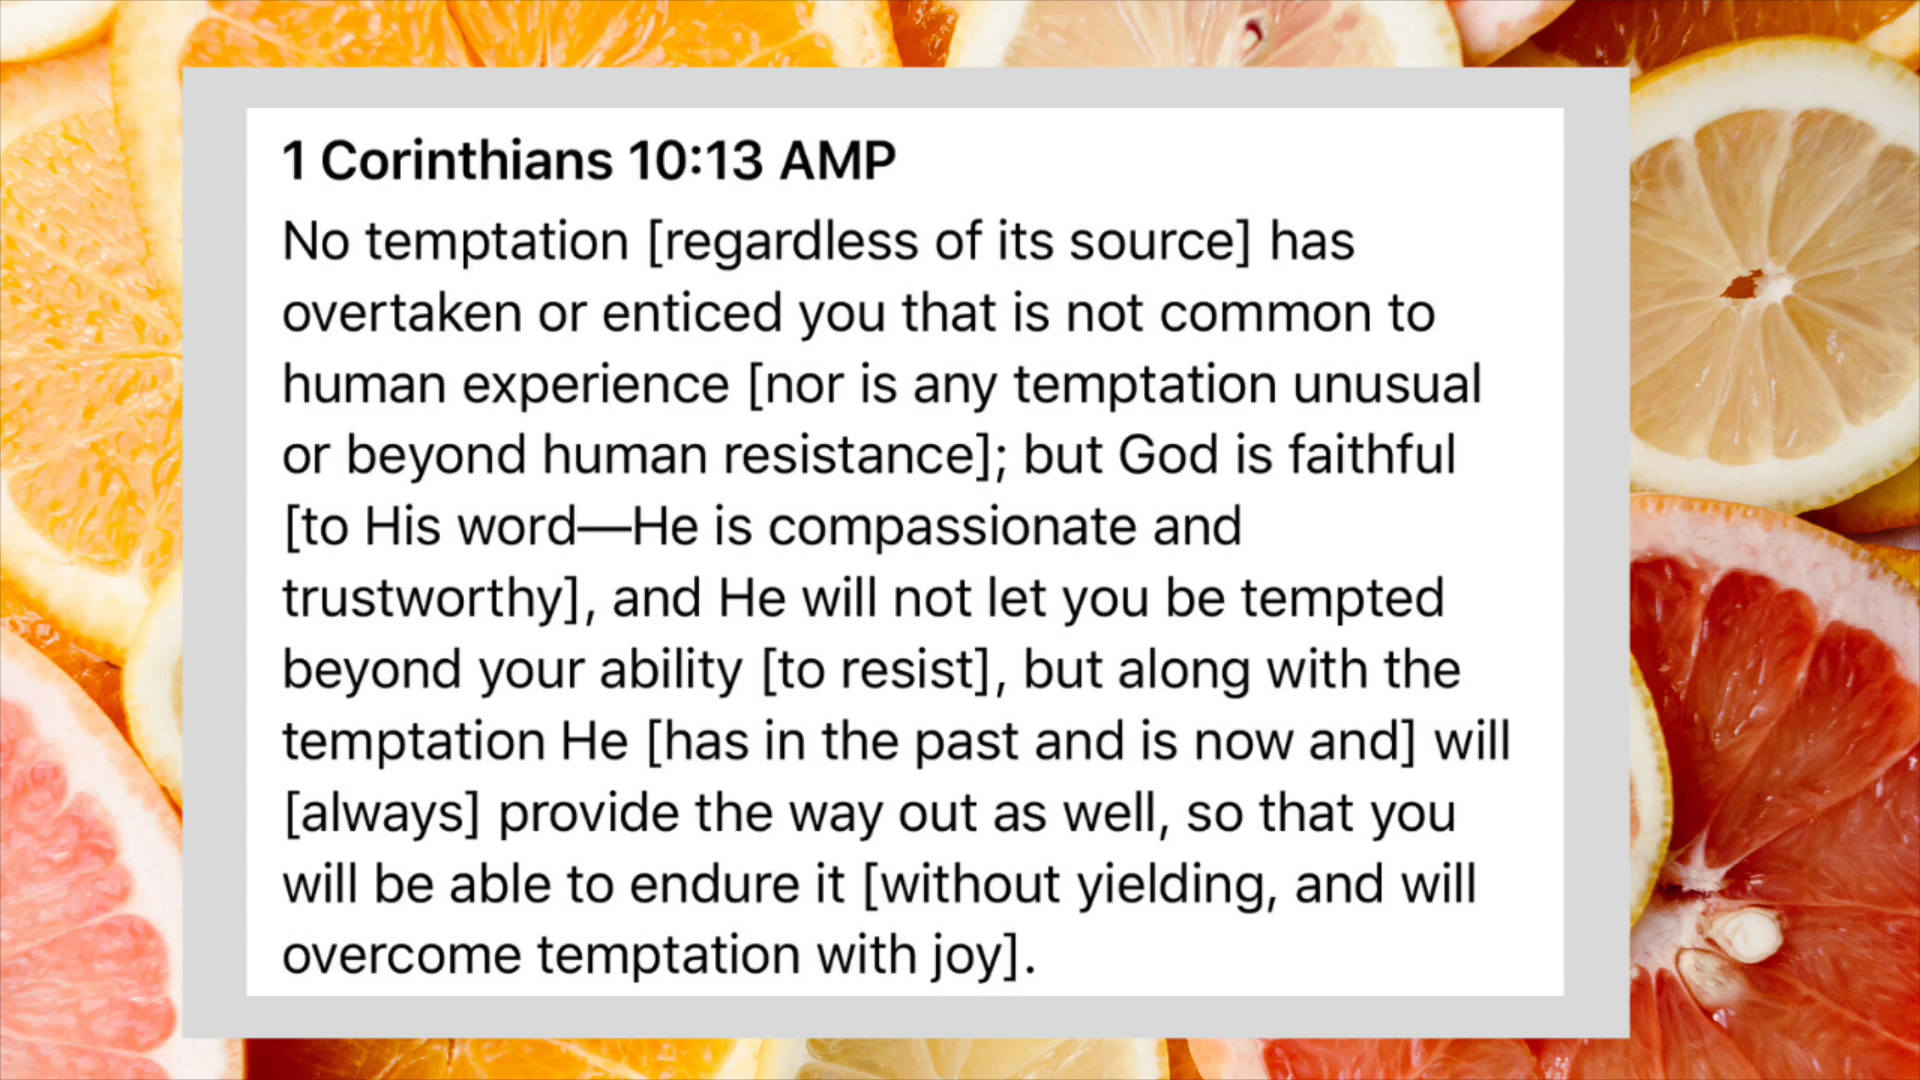 1 Corinthians 10:13 AMP
No temptation [regardless of its source] has
overtaken or enticed you that is not common to
human experience [nor is any temptation unusual
or beyond human resistance]; but God is faithful
[to His word—He is compassionate and
trustworthy], and He will not let you be tempted
beyond your ability [to resist], but along with the
temptation He [has in the past and is now and] will
[always] provide the way out as well, so that you
will be able to endure it [without yielding, and will
overcome temptation with joy].